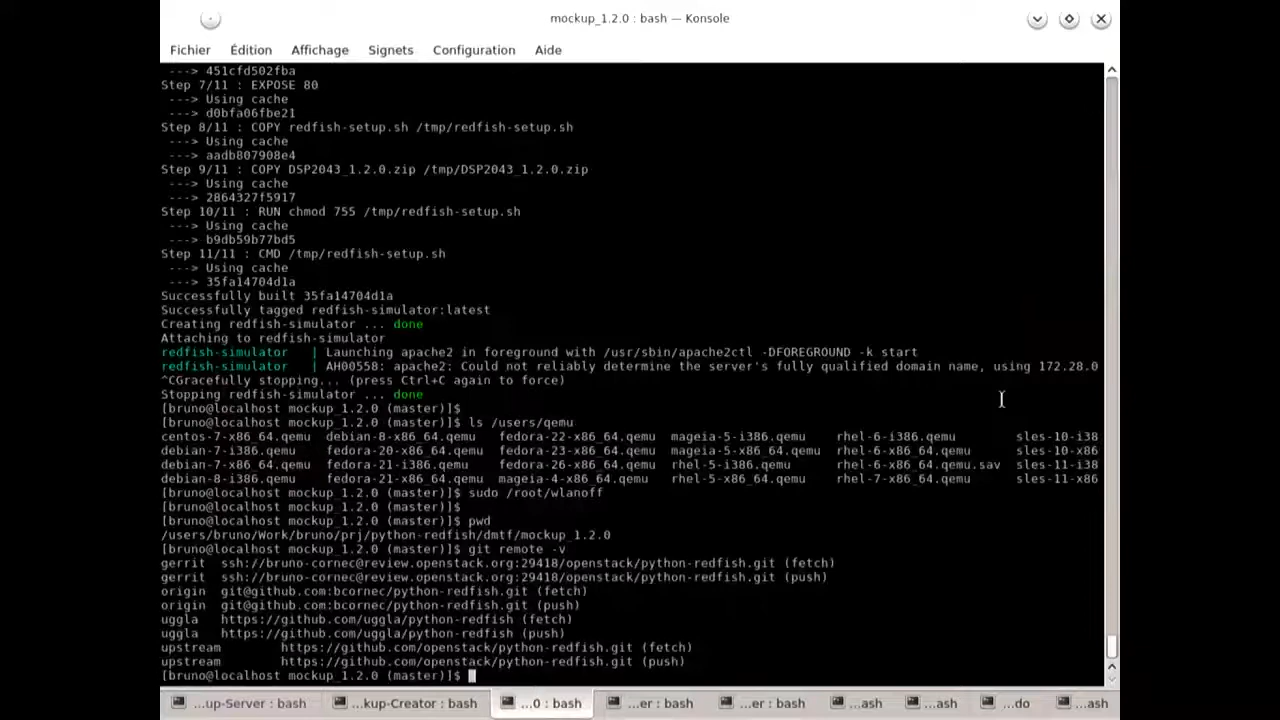 mockup_1.2.0 : bash — Konsole
Fichier Édition Affichage Signets Configuration Aide
---> 451cfd502fba
Step 7/11 : EXPOSE 80
---> Using cache
---> d0bfa06fbe21
Step 8/11 : COPY redfish-setup.sh /tmp/redfish-setup.sh
---> Using cache
---> aadb807908e4
Step 9/11 : COPY DSP2043_1.2.0.zip /tmp/DSP2043_1.2.0.zip
---> Using cache
---> 2864327f5917
Step 10/11 : RUN chmod 755 /tmp/redfish-setup.sh
---> Using cache
---> b9db59b77bd5
Step 11/11 : CMD /tmp/redfish-setup.sh
---> Using cache
---> 35fa14704d1a
Successfully built 35fa14704d1a
Successfully tagged redfish-simulator:latest
Creating redfish-simulator ... done
Attaching to redfish-simulator
redfish-simulator | Launching apache2 in foreground with /usr/sbin/apache2ctl -DFOREGROUND -k start
redfish-simulator | AH00558: apache2: Could not reliably determine the server's fully qualified domain name, using 172.28.0
^CGracefully stopping... (press Ctrl+C again to force)
Stopping redfish-simulator ... done
[bruno@localhost mockup_1.2.0 (master)]$
[bruno@localhost mockup_1.2.0 (master)]$ ls /users/qemu
centos-7-x86_64.qemu debian-8-x86_64.qemu fedora-22-x86_64.qemu mageia-5-i386.qemu rhel-6-i386.qemu sles-10-i38
debian-7-i386.qemu fedora-20-x86_64.qemu fedora-23-x86_64.qemu mageia-5-x86_64.qemu rhel-6-x86_64.qemu sles-10-x86
debian-7-x86_64.qemu fedora-21-i386.qemu fedora-26-x86_64.qemu rhel-5-i386.qemu rhel-6-x86_64.qemu.sav sles-11-i38
debian-8-i386.qemu fedora-21-x86_64.qemu mageia-4-x86_64.qemu rhel-5-x86_64.qemu rhel-7-x86_64.qemu sles-11-x86
[bruno@localhost mockup_1.2.0 (master)]$ sudo /root/wlanoff
[bruno@localhost mockup_1.2.0 (master)]$
[bruno@localhost mockup_1.2.0 (master)]$ pwd
/users/bruno/Work/bruno/prj/python-redfish/dmtf/mockup_1.2.0
[bruno@localhost mockup_1.2.0 (master)]$ git remote -v
gerrit ssh://bruno-cornec@review.openstack.org:29418/openstack/python-redfish.git (fetch)
gerrit ssh://bruno-cornec@review.openstack.org:29418/openstack/python-redfish.git (push)
origin git@github.com:bcornec/python-redfish.git (fetch)
origin git@github.com:bcornec/python-redfish.git (push)
uggla https://github.com/uggla/python-redfish (fetch)
uggla https://github.com/uggla/python-redfish (push)
upstream https://github.com/openstack/python-redfish.git (fetch)
upstream https://github.com/openstack/python-redfish.git (push)
[bruno@localhost mockup_1.2.0 (master)]$
...up-Server : bash ...kup-Creator : bash ...0 : bash ...er : bash ...er : bash ...ash ...ash ...do ...ash